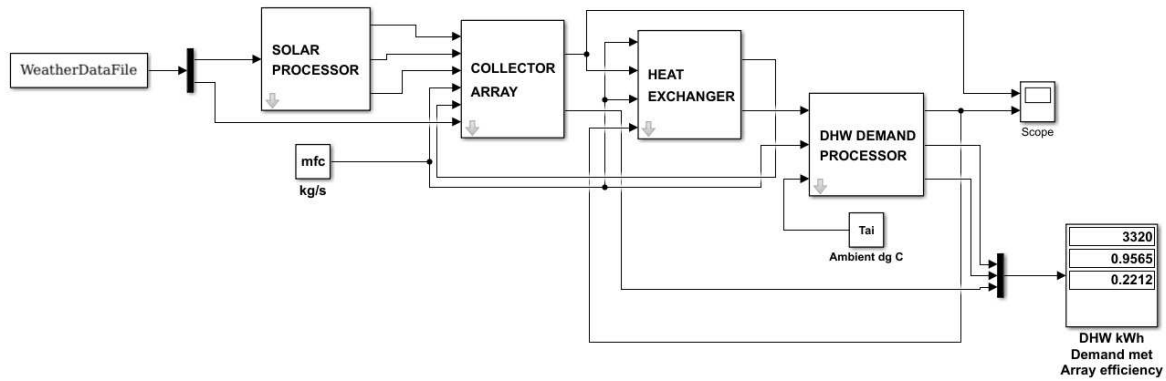 WeatherDataFile
SOLAR
PROCESSOR
COLLECTOR
ARRAY
HEAT
EXCHANGER
DHW DEMAND
PROCESSOR
Scope
mfc
kg/s
Tai
Ambient dg C
3320
0.9565
0.2212
DHW kWh
Demand met
Array efficiency